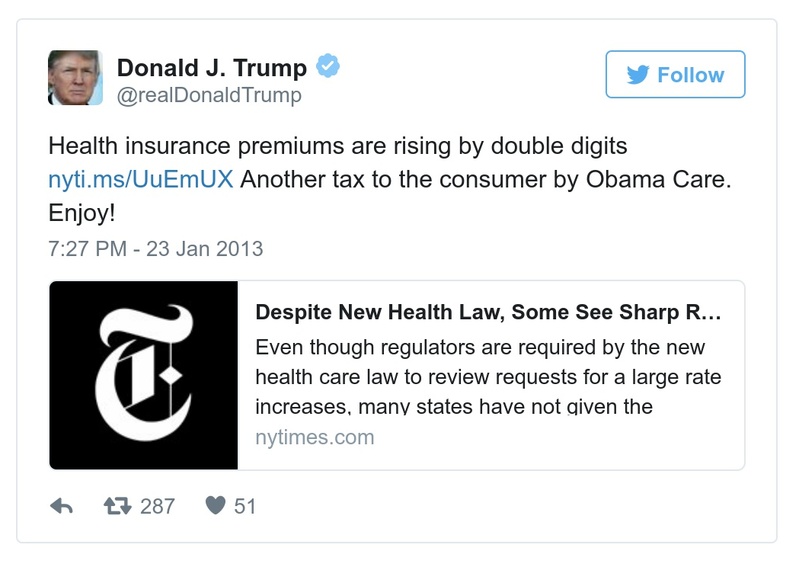 Donald J. Trump
@realDonaldTrump
Follow
Health insurance premiums are rising by double digits
nyti.ms/UuEmUX Another tax to the consumer by Obama Care.
Enjoy!
7:27 PM - 23 Jan 2013
Despite New Health Law, Some See Sharp R...
Even though regulators are required by the new
health care law to review requests for a large rate
increases, many states have not given the
nytimes.com
287
51